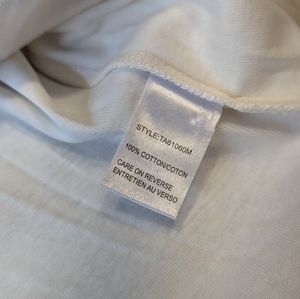 STYLE:TA61060M
100% COTTON/COTON
CARE ON REVERSE
ENTRETIEN AU VERSO